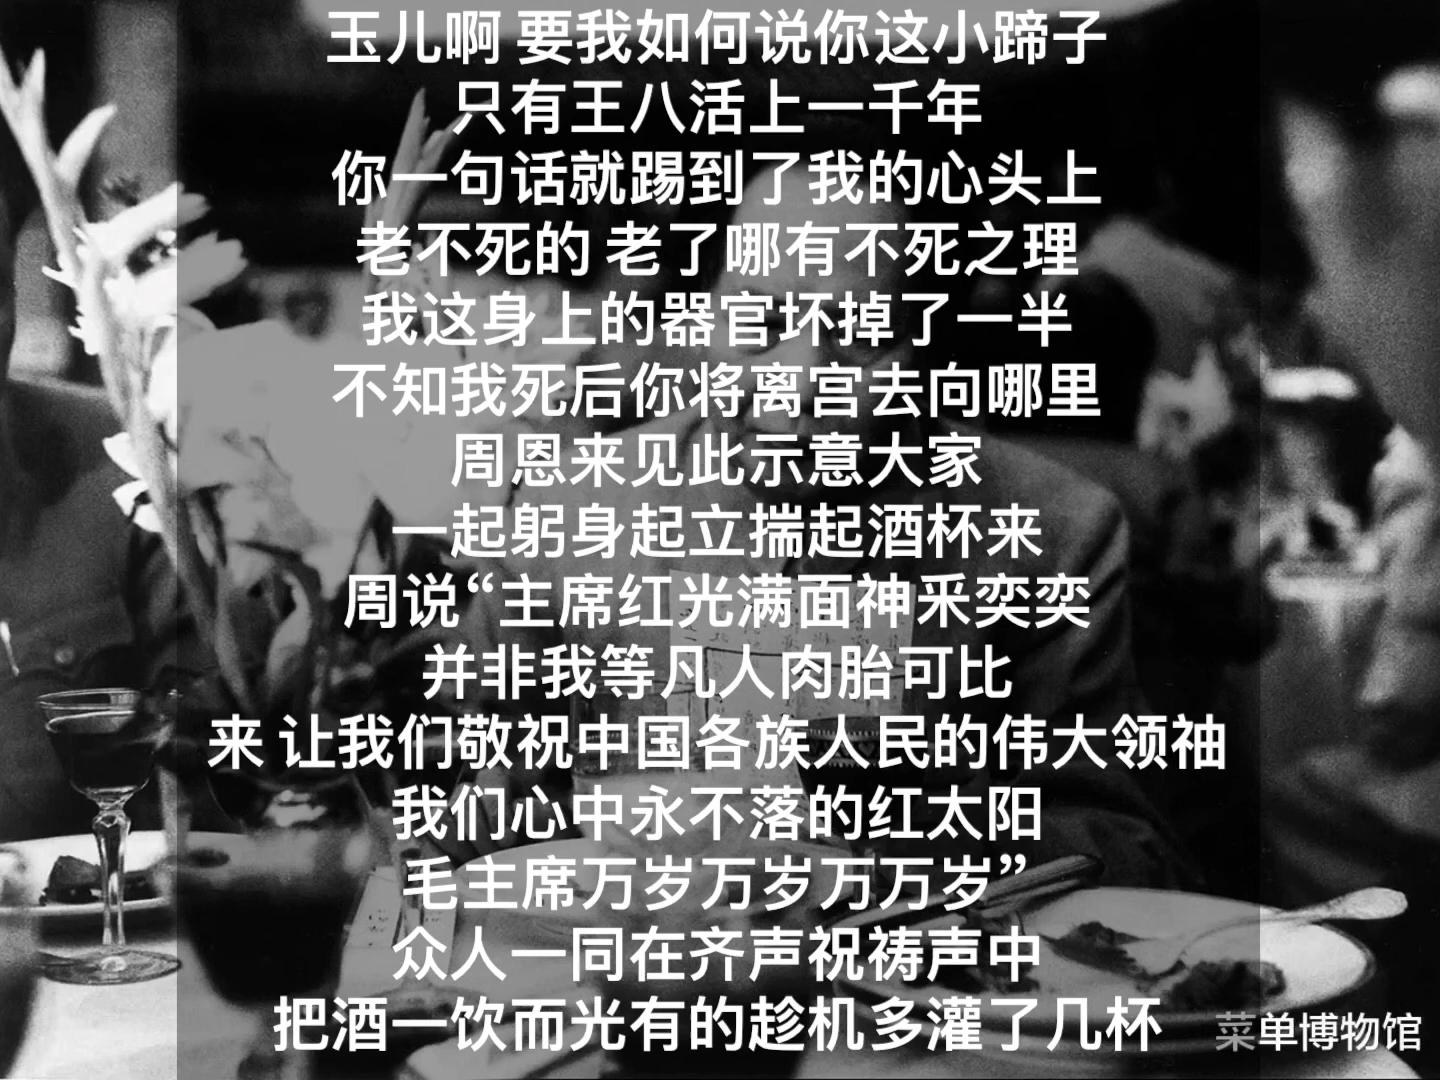 玉儿啊 要我如何说你这小蹄子
只有王八活上一千年
你一句话就踢到了我的心头上
老不死的 老了哪有不死之理
我这身上的器官坏掉了一半
不知我死后你将离宫去向哪里
周恩来见此示意大家
一起躬身起立揣起酒杯来
周说“主席红光满面神釆奕奕
并非我等凡人肉胎可比
来 让我们敬祝中国各族人民的伟大领袖
我们心中永不落的红太阳
毛主席万岁万岁万万岁”
众人一同在齐声祝祷声中
把酒一饮而光有的趁机多灌了几杯
菜单博物馆